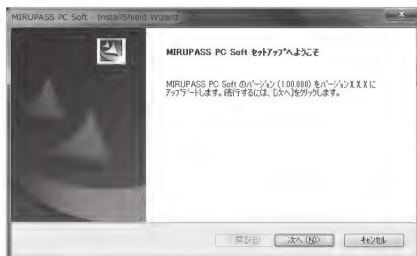 MIRUPASS PC Soft - InstallShield Wizard
MIRUPASS PC Soft ｾｯﾄｱｯﾌﾟへようこそ
MIRUPASS PC Soft のﾊﾞｰｼﾞｮﾝ (1.00.000) をﾊﾞｰｼﾞｮﾝ X.X.X に
ｱｯﾌﾟﾃﾞｰﾄします。続行するには、[次へ]をｸﾘｯｸします。
< 戻る(B)
次へ(N)>
ｷｬﾝｾﾙ